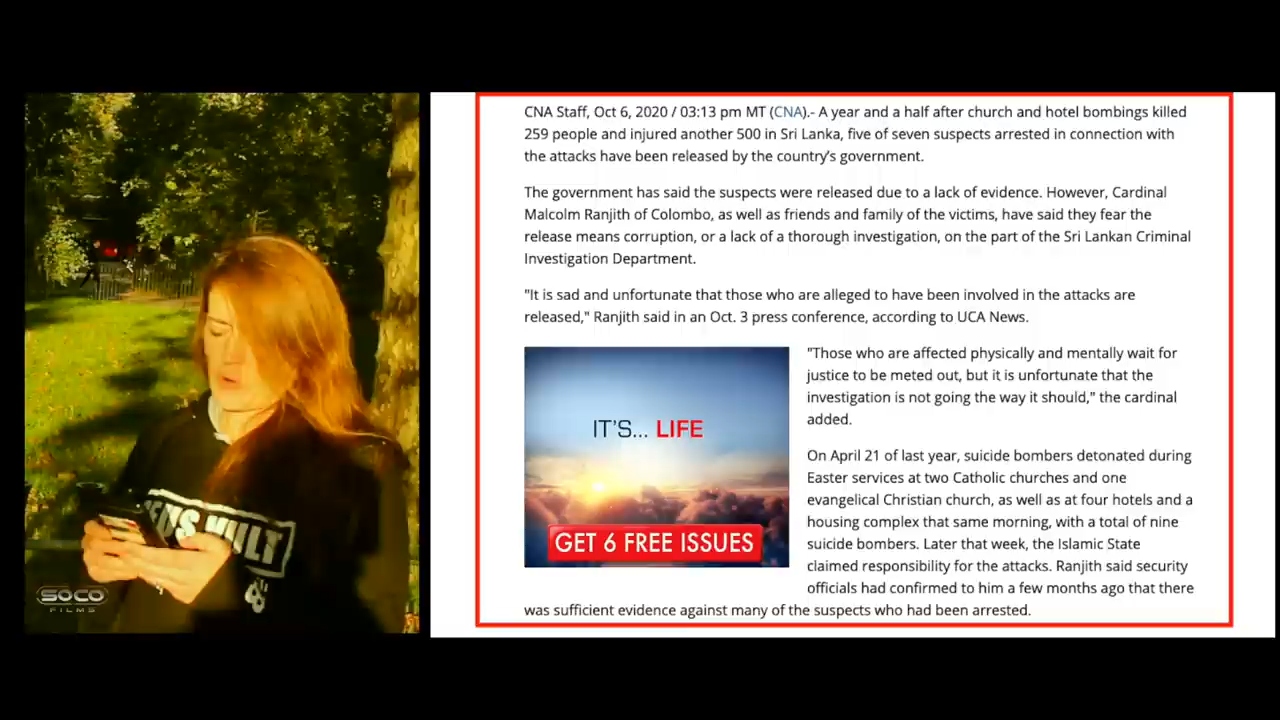 CNA Staff, Oct 6, 2020 / 03:13 pm MT (CNA).- A year and a half after church and hotel bombings killed
259 people and injured another 500 in Sri Lanka, five of seven suspects arrested in connection with
the attacks have been released by the country's government.
The government has said the suspects were released due to a lack of evidence. However, Cardinal
Malcolm Ranjith of Colombo, as well as friends and family of the victims, have said they fear the
release means corruption, or a lack of a thorough investigation, on the part of the Sri Lankan Criminal
Investigation Department.
"It is sad and unfortunate that those who are alleged to have been involved in the attacks are
released," Ranjith said in an Oct. 3 press conference, according to UCA News.
IT'S... LIFE
GET 6 FREE ISSUES
"Those who are affected physically and mentally wait for
justice to be meted out, but it is unfortunate that the
investigation is not going the way it should," the cardinal
added.
On April 21 of last year, suicide bombers detonated during
Easter services at two Catholic churches and one
evangelical Christian church, as well as at four hotels and a
housing complex that same morning, with a total of nine
suicide bombers. Later that week, the Islamic State
claimed responsibility for the attacks. Ranjith said security
officials had confirmed to him a few months ago that there
was sufficient evidence against many of the suspects who had been arrested.
SOCO
FILMS